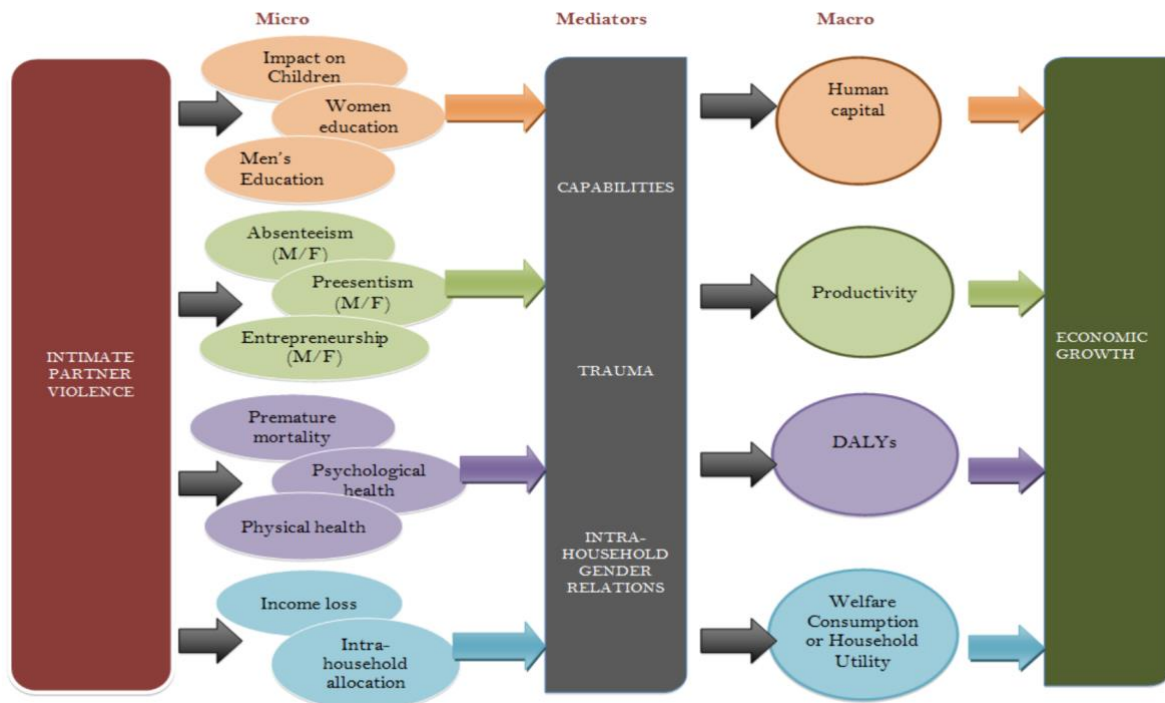 Micro
Mediators
Macro
INTIMATE
PARTNER
VIOLENCE
Impact on
Children
Women
education
Men's
Education
Absenteeism
(M/F)
Preesentism
(M/F)
Entrepreneurship
(M/F)
Premature
mortality
Psychological
health
Physical health
Income loss
Intra-
household
allocation
CAPABILITIES
TRAUMA
INTRA-
HOUSEHOLD
GENDER
RELATIONS
Human
capital
Productivity
DALYs
Welfare
Consumption
or Household
Utility
ECONOMIC
GROWTH